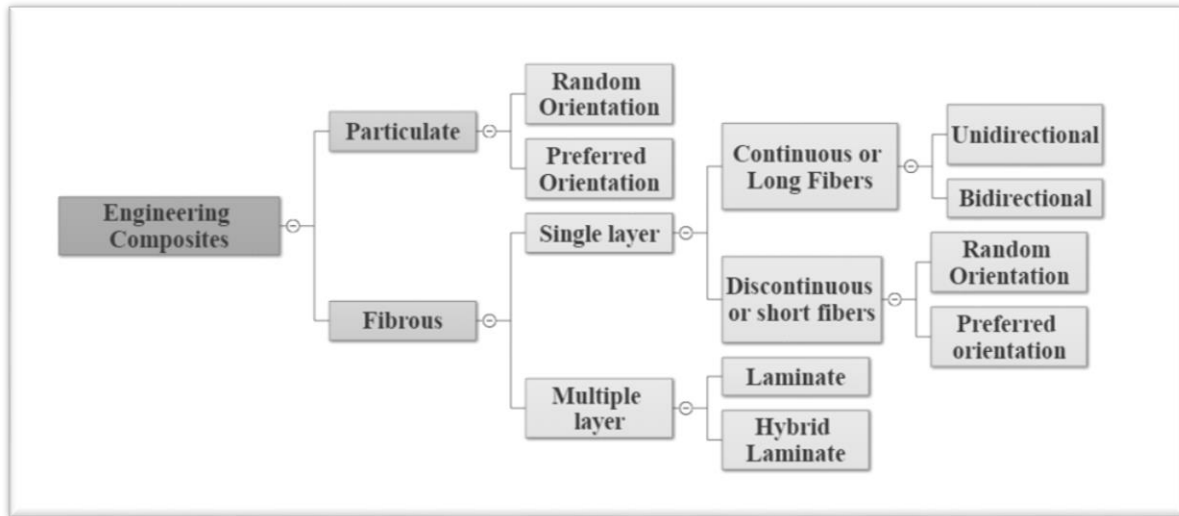 Engineering
Composites
Particulate
Random
Orientation
Preferred
Orientation
Fibrous
Single layer
Continuous or
Long Fibers
Unidirectional
Bidirectional
Discontinuous
or short fibers
Random
Orientation
Preferred
orientation
Multiple
layer
Laminate
Hybrid
Laminate